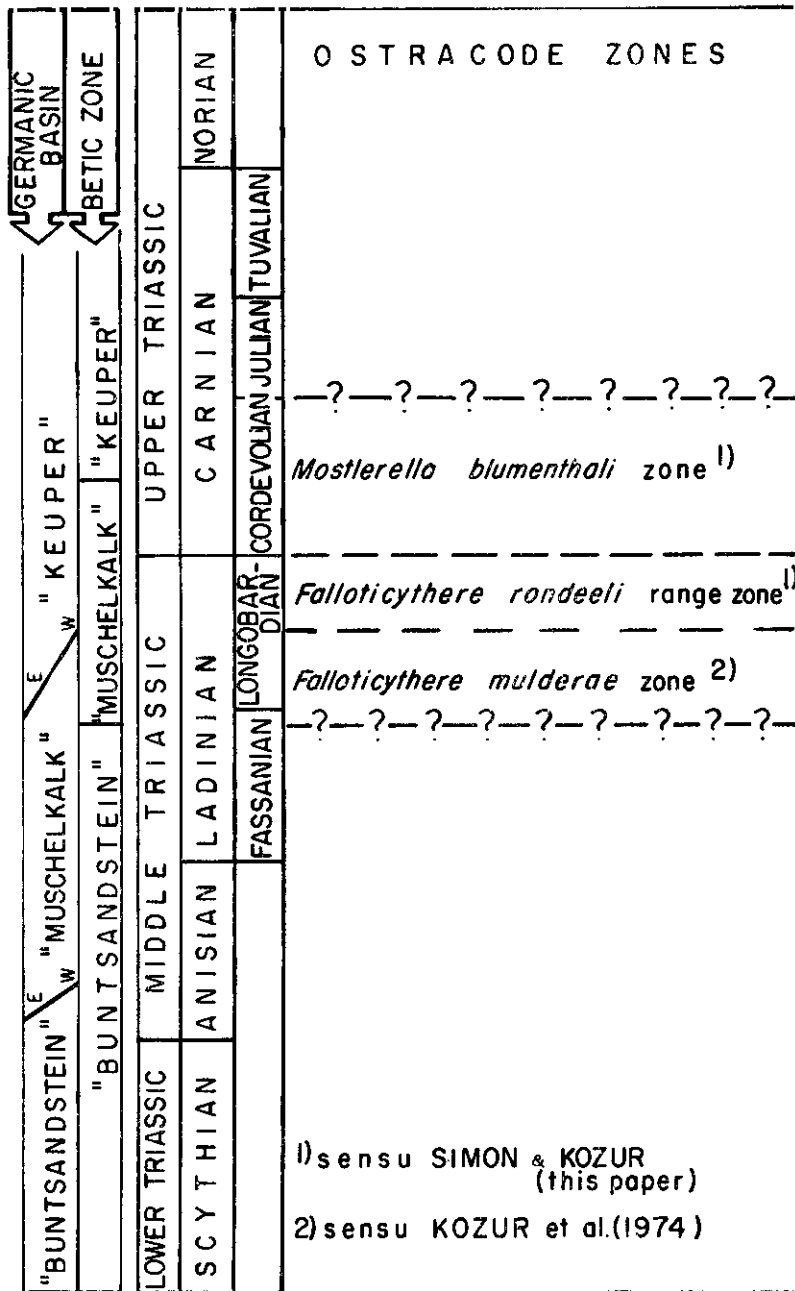 OSTRACODE ZONES
GERMANIC
BASIN
BETIC ZONE
"KEUPER"
E
W
"MUSCHELKALK"
E
W
"BUNTSANDSTEIN"
"KEUPER"
"MUSCHELKALK"
"BUNTSANDSTEIN"
UPPER TRIASSIC
MIDDLE TRIASSIC
LOWER TRIASSIC
NORIAN
CARNIAN
LADINIAN
ANISIAN
SCYTHIAN
TUVALIAN
JULIAN
CORDEVOLIAN
LONGOBAR-
DIAN
FASSANIAN
—?—?—?—?—?—?—?—?—
Mostlerella blumenthali zone 1)
Falloticythere rondeeli range zone 1)
Falloticythere mulderae zone 2)
—?—?—?—?—?—?—?—?—
1) sensu SIMON & KOZUR
(this paper)
2) sensu KOZUR et al. (1974)